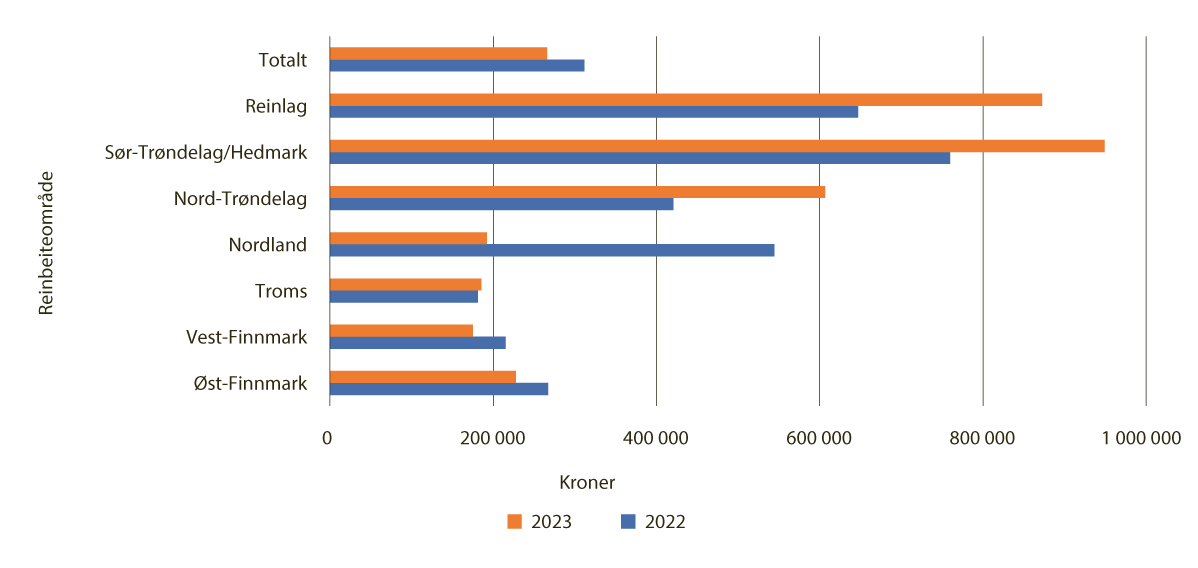 Totalt
Reinlag
Sør-Trøndelag/Hedmark
Nord-Trøndelag
Nordland
Troms
Vest-Finnmark
Øst-Finnmark
Reinbeiteområde
0 200 000 400 000 600 000 800 000 1 000 000
Kroner
2023 2022